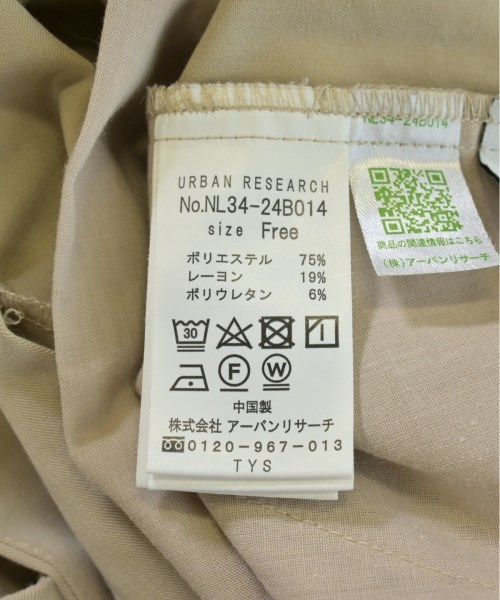 URBAN RESEARCH
No.NL34-24B014
size Free
ポリエステル 75%
レーヨン 19%
ポリウレタン 6%
30
F W
中国製
株式会社 アーバンリサーチ
0120-967-013
TYS
NL34-24B014
商品の関連情報はこちら
(株)アーバンリサーチ